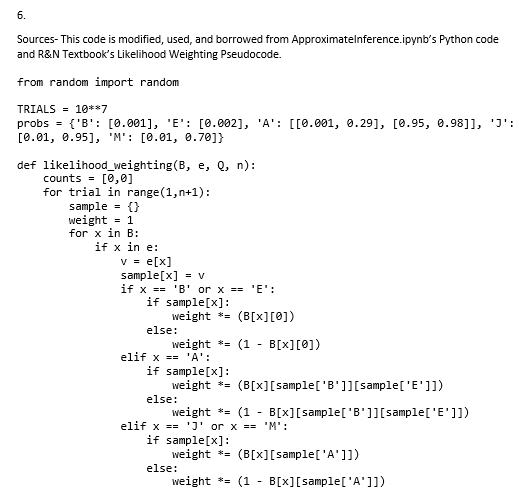 6.
Sources- This code is modified, used, and borrowed from ApproximateInference.ipynb's Python code
and R&N Textbook's Likelihood Weighting Pseudocode.
from random import random
TRIALS = 10**7
probs = {'B': [0.001], 'E': [0.002], 'A': [[0.001, 0.29], [0.95, 0.98]], 'J':
[0.01, 0.95], 'M': [0.01, 0.70]}
def likelihood_weighting(B, e, Q, n):
    counts = [0,0]
    for trial in range(1,n+1):
        sample = {}
        weight = 1
        for x in B:
            if x in e:
                v = e[x]
                sample[x] = v
                if x == 'B' or x == 'E':
                    if sample[x]:
                        weight *= (B[x][0])
                    else:
                        weight *= (1 - B[x][0])
                elif x == 'A':
                    if sample[x]:
                        weight *= (B[x][sample['B']][sample['E']])
                    else:
                        weight *= (1 - B[x][sample['B']][sample['E']])
                elif x == 'J' or x == 'M':
                    if sample[x]:
                        weight *= (B[x][sample['A']])
                    else:
                        weight *= (1 - B[x][sample['A']])